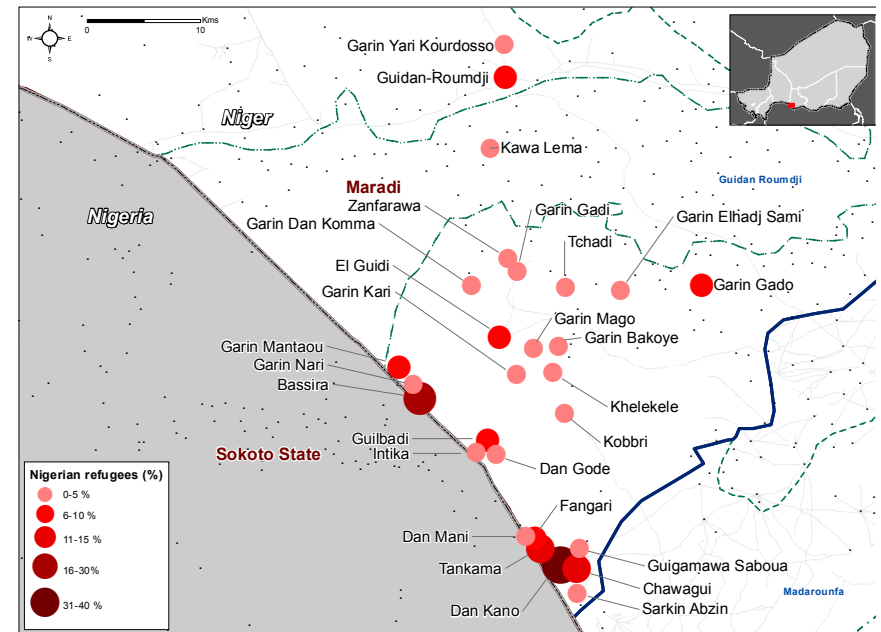 N
W
E
S
Kms
0
10
Garin Yari Kourdosso
Guidan-Roumdji
Niger
Kawa Lema
Guidan Roumdji
Maradi
Zanfarawa
Garin Gadi
Garin Elhadj Sami
Nigeria
Garin Dan Komma
Tchadi
El Guidi
Garin Kari
Garin Gado
Garin Mago
Garin Bakoye
Garin Mantaou
Garin Nari
Bassira
Khelekele
Kobbri
Guilbadi
Intika
Sokoto State
Dan Gode
Nigerian refugees (%)
0-5 %
6-10 %
11-15 %
16-30%
31-40 %
Fangari
Dan Mani
Tankama
Guigamawa Saboua
Chawagui
Madarounfa
Dan Kano
Sarkin Abzin